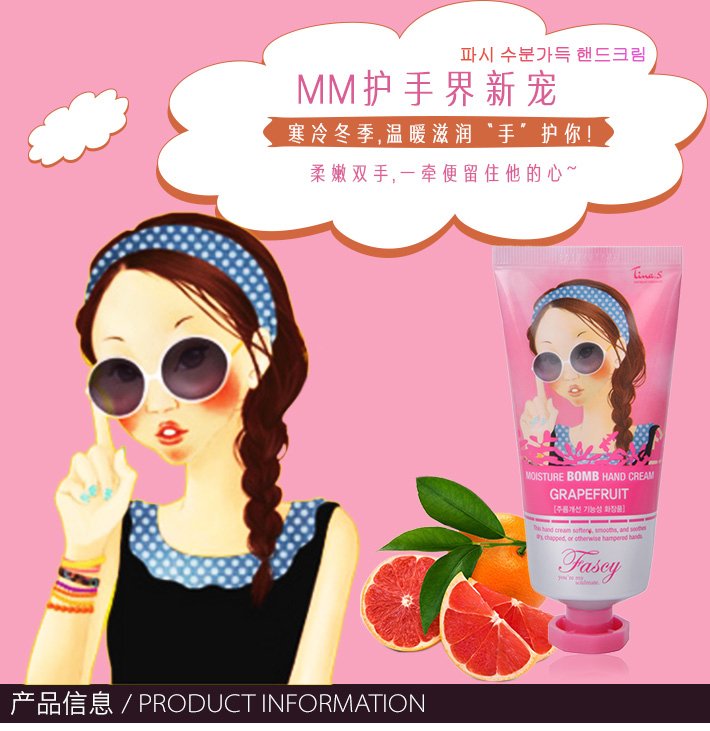 파시 수분가득 핸드크림
MM护手界新宠
寒冷冬季,温暖滋润“手”护你!
柔嫩双手,一牵便留住他的心~
Tina.S
MOISTURE BOMB HAND CREAM
GRAPEFRUIT
[주름개선 기능성 화장품]
This hand cream softens, smooths, and soothes
dry, chapped, or otherwise hampered hands.
Fascy
you're my
soulmate.
产品信息 / PRODUCT INFORMATION